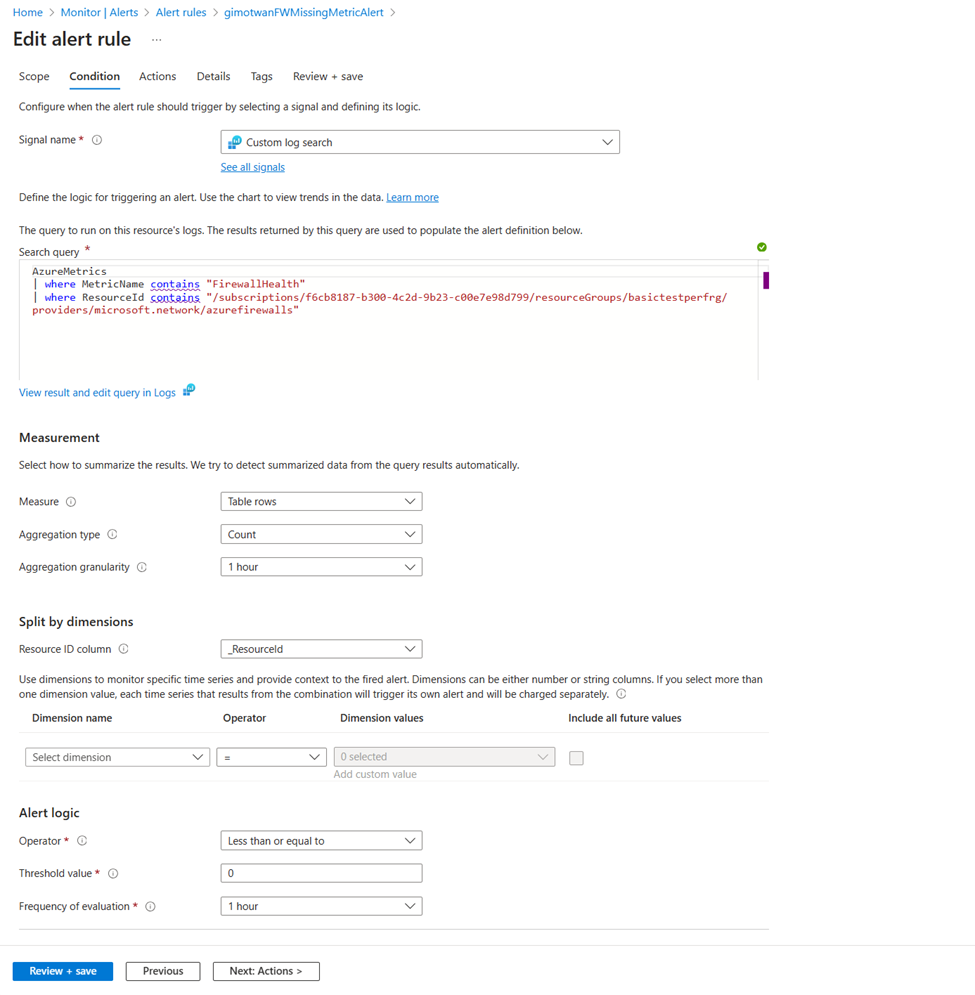 Home > Monitor | Alerts > Alert rules > gimotwanFWMissingMetricAlert >
Edit alert rule ...
Scope Condition Actions Details Tags Review + save
Configure when the alert rule should trigger by selecting a signal and defining its logic.
Signal name * Custom log search
See all signals
Define the logic for triggering an alert. Use the chart to view trends in the data. Learn more
The query to run on this resource's logs. The results returned by this query are used to populate the alert definition below.
Search query *
AzureMetrics
| where MetricName contains "FirewallHealth"
| where ResourceId contains "/subscriptions/f6cb8187-b300-4c2d-9b23-c00e7e98d799/resourceGroups/basictestperfrg/
providers/microsoft.network/azurefirewalls"
View result and edit query in Logs
Measurement
Select how to summarize the results. We try to detect summarized data from the query results automatically.
Measure Table rows
Aggregation type Count
Aggregation granularity 1 hour
Split by dimensions
Resource ID column _ResourceId
Use dimensions to monitor specific time series and provide context to the fired alert. Dimensions can be either number or string columns. If you select more than
one dimension value, each time series that results from the combination will trigger its own alert and will be charged separately.
Dimension name Operator Dimension values Include all future values
Select dimension = 0 selected
Add custom value
Alert logic
Operator * Less than or equal to
Threshold value * 0
Frequency of evaluation * 1 hour
Review + save Previous Next: Actions >